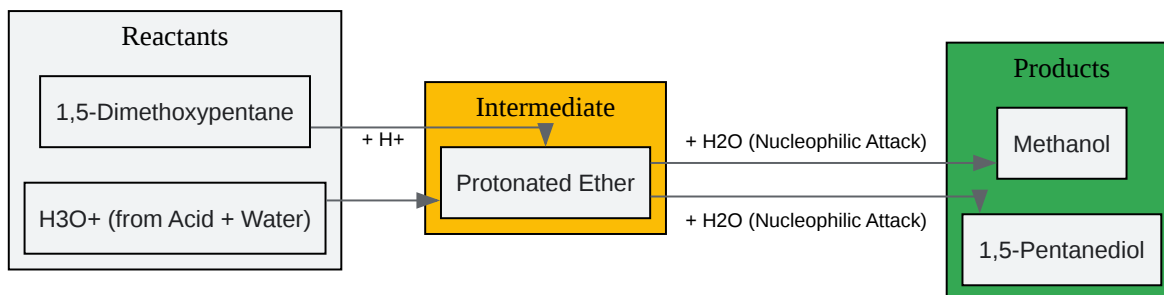 Reactants
1,5-Dimethoxypentane
H3O+ (from Acid + Water)
+ H+
Intermediate
Protonated Ether
+ H2O (Nucleophilic Attack)
+ H2O (Nucleophilic Attack)
Products
Methanol
1,5-Pentanediol